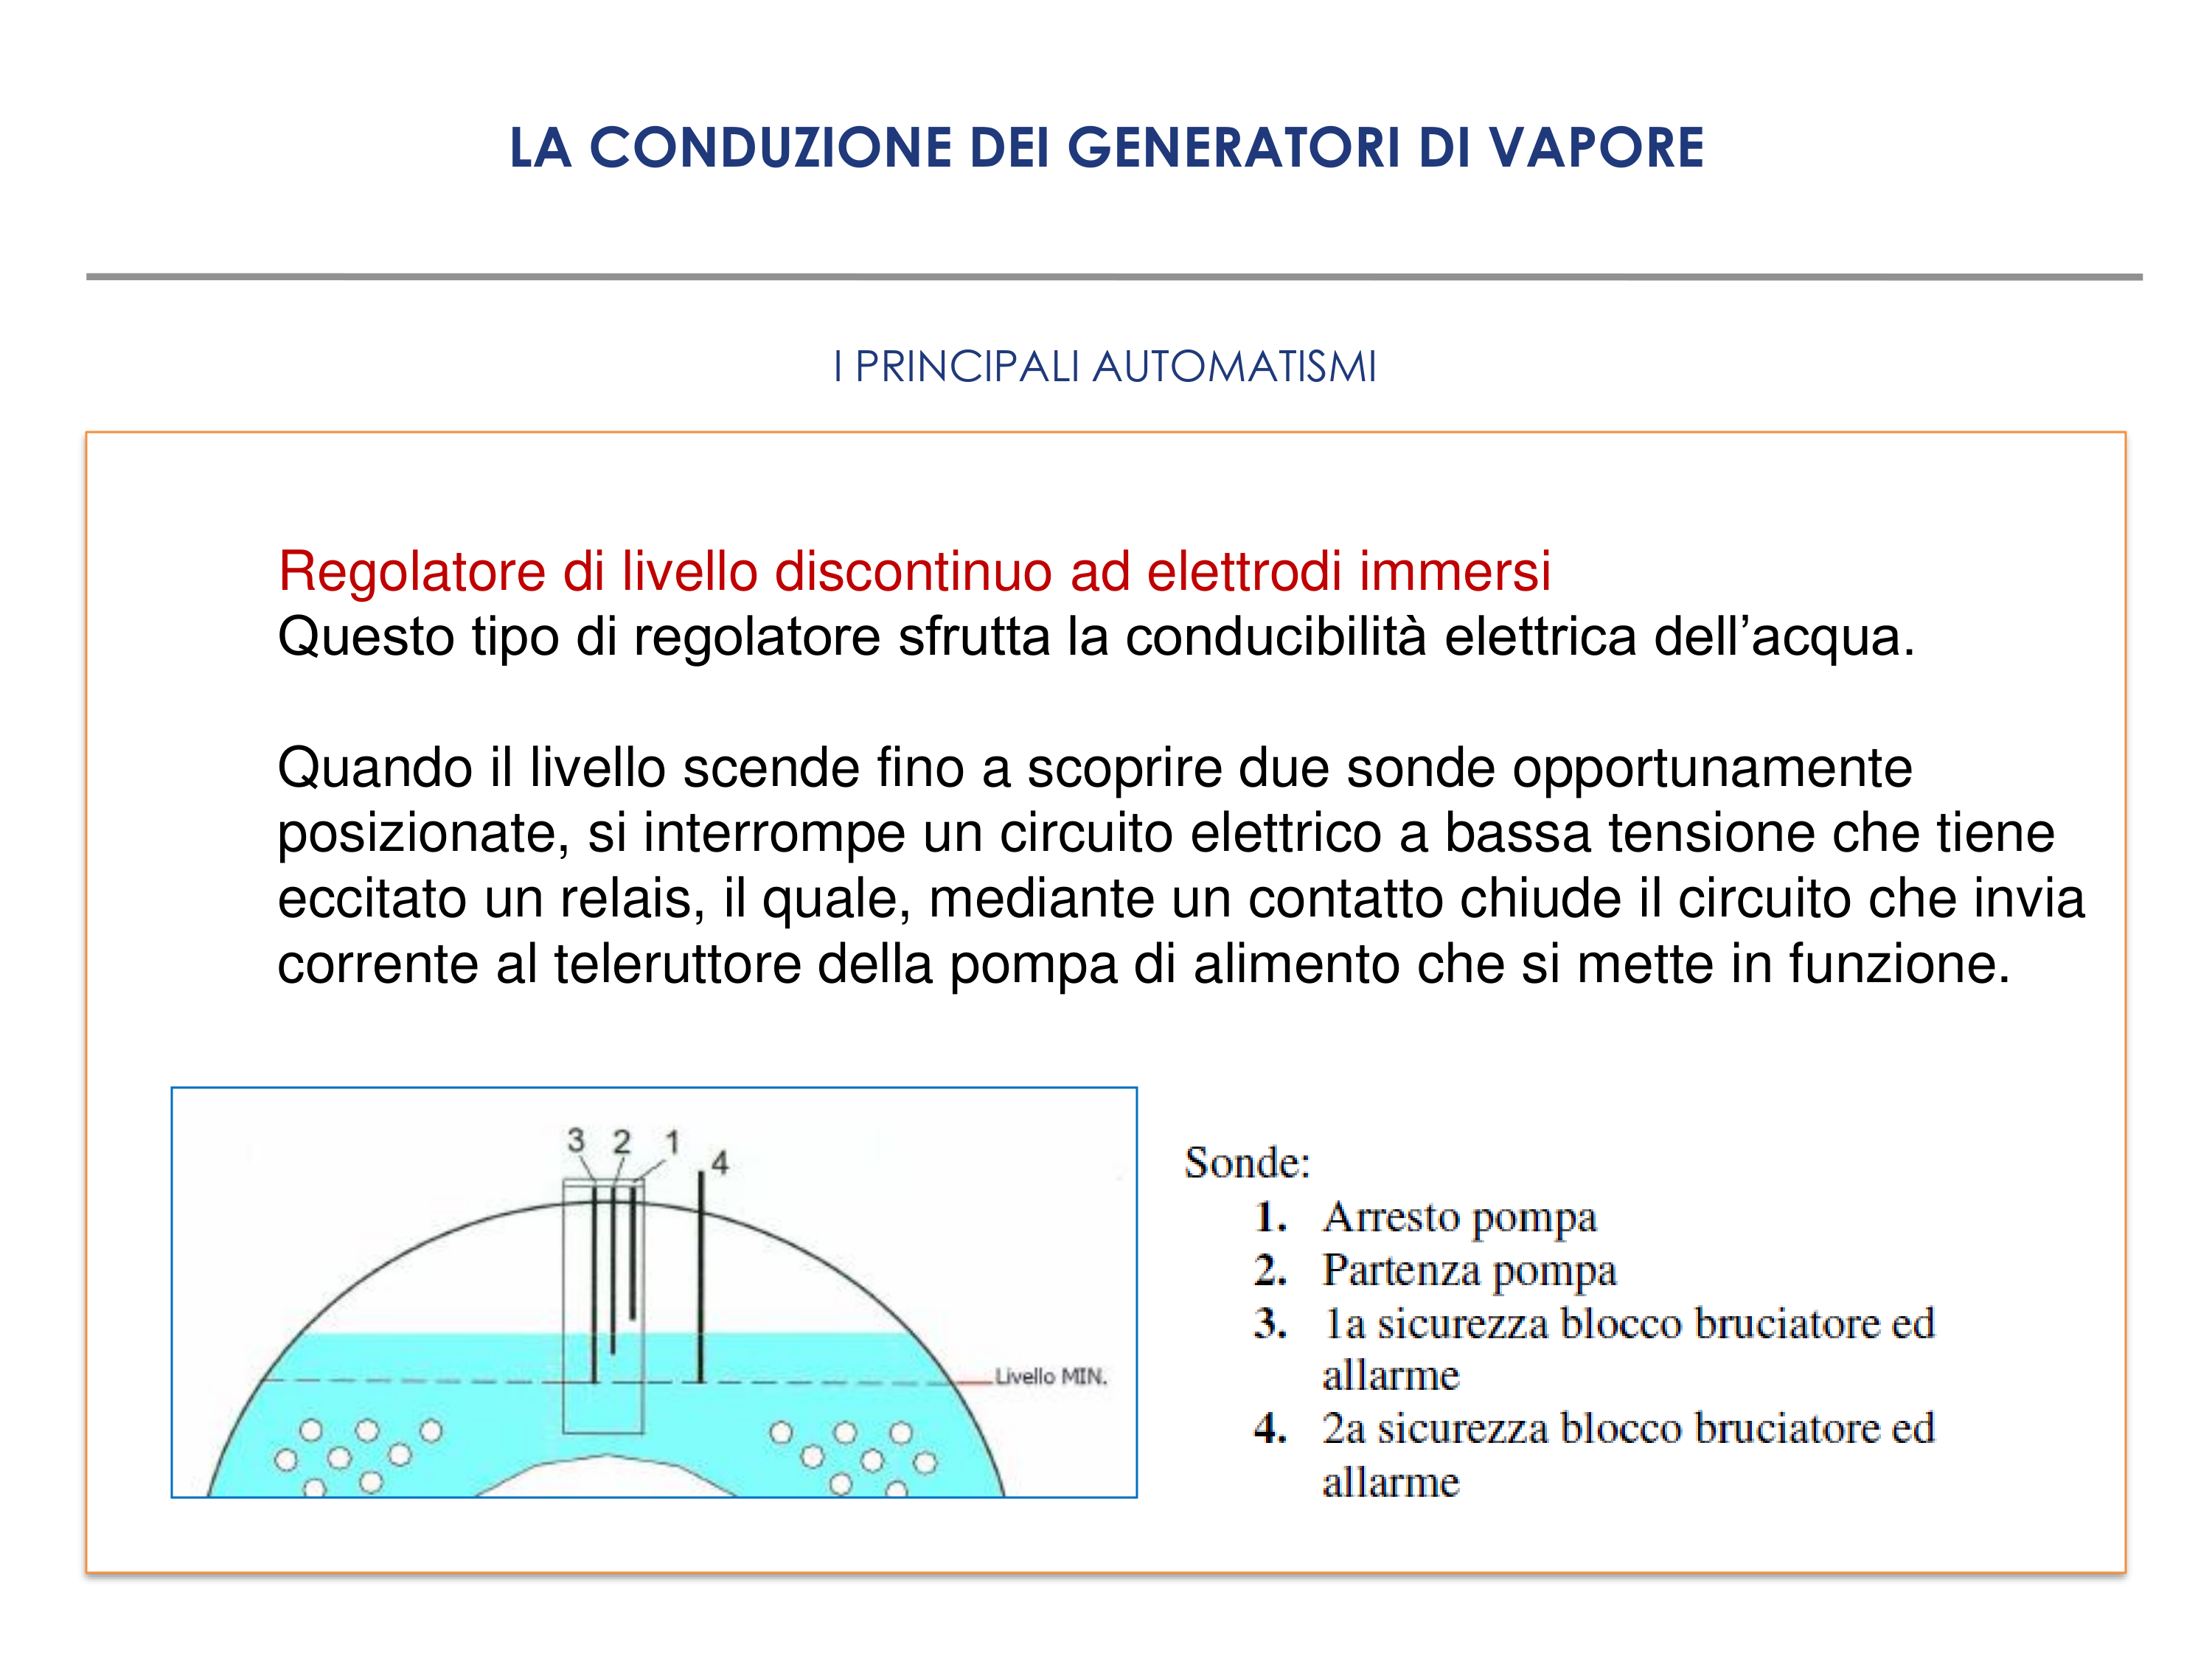 LA CONDUZIONE DEI GENERATORI DI VAPORE
I PRINCIPALI AUTOMATISMI
Regolatore di livello discontinuo ad elettrodi immersi
Questo tipo di regolatore sfrutta la conducibilità elettrica dell’acqua.
Quando il livello scende fino a scoprire due sonde opportunamente
posizionate, si interrompe un circuito elettrico a bassa tensione che tiene
eccitato un relais, il quale, mediante un contatto chiude il circuito che invia
corrente al teleruttore della pompa di alimento che si mette in funzione.
3 2 1
4
Livello MIN.
Sonde:
1. Arresto pompa
2. Partenza pompa
3. 1a sicurezza blocco bruciatore ed
allarme
4. 2a sicurezza blocco bruciatore ed
allarme